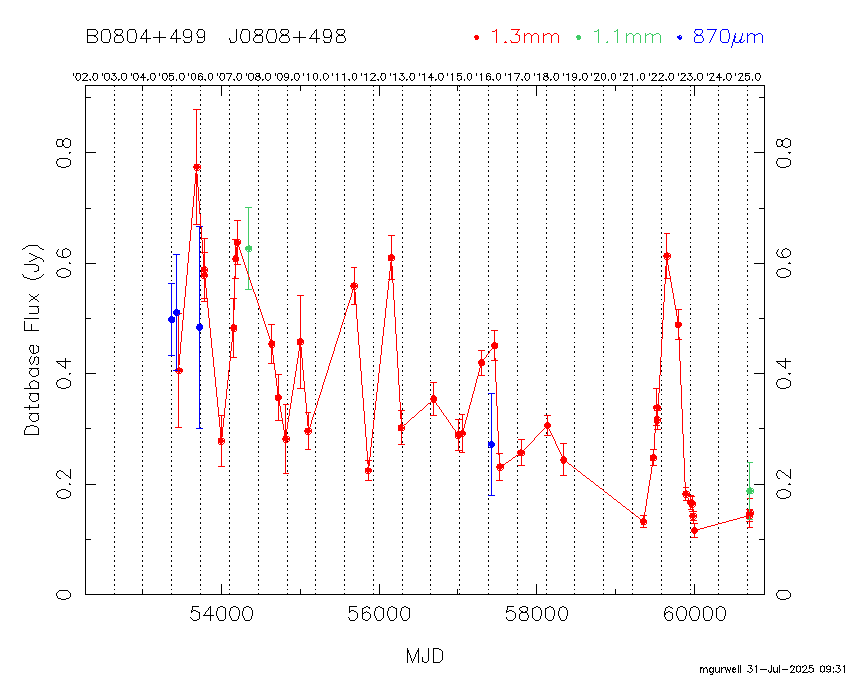 B0804+499 J0808+498 1.3mm 1.1mm 870μm
'02.0 '03.0 '04.0 '05.0 '06.0 '07.0 '08.0 '09.0 '10.0 '11.0 '12.0 '13.0 '14.0 '15.0 '16.0 '17.0 '18.0 '19.0 '20.0 '21.0 '22.0 '23.0 '24.0 '25.0
0.8 0.8
0.6 0.6
Database Flux (Jy)
0.4 0.4
0.2 0.2
0 0
54000 56000 58000 60000
MJD
mgurwell 31-Jul-2025 09:31